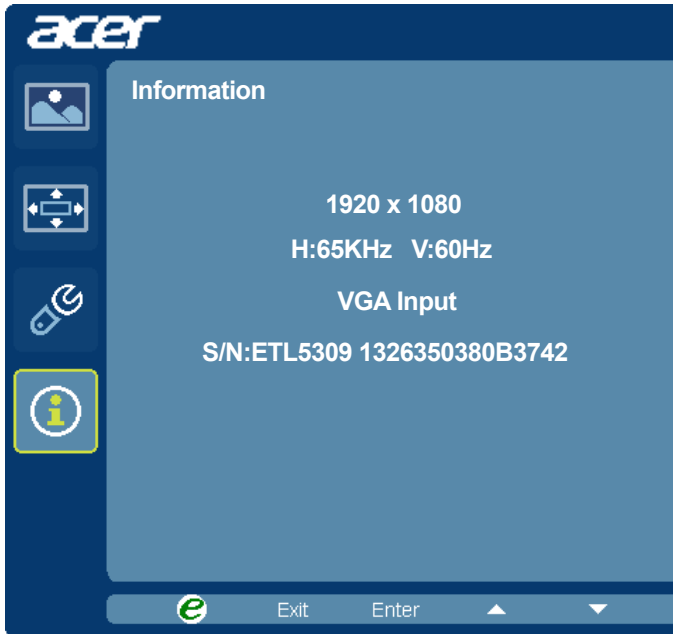 acer
Information
1920 x 1080
H:65KHz V:60Hz
VGA Input
S/N:ETL5309 1326350380B3742
e Exit Enter